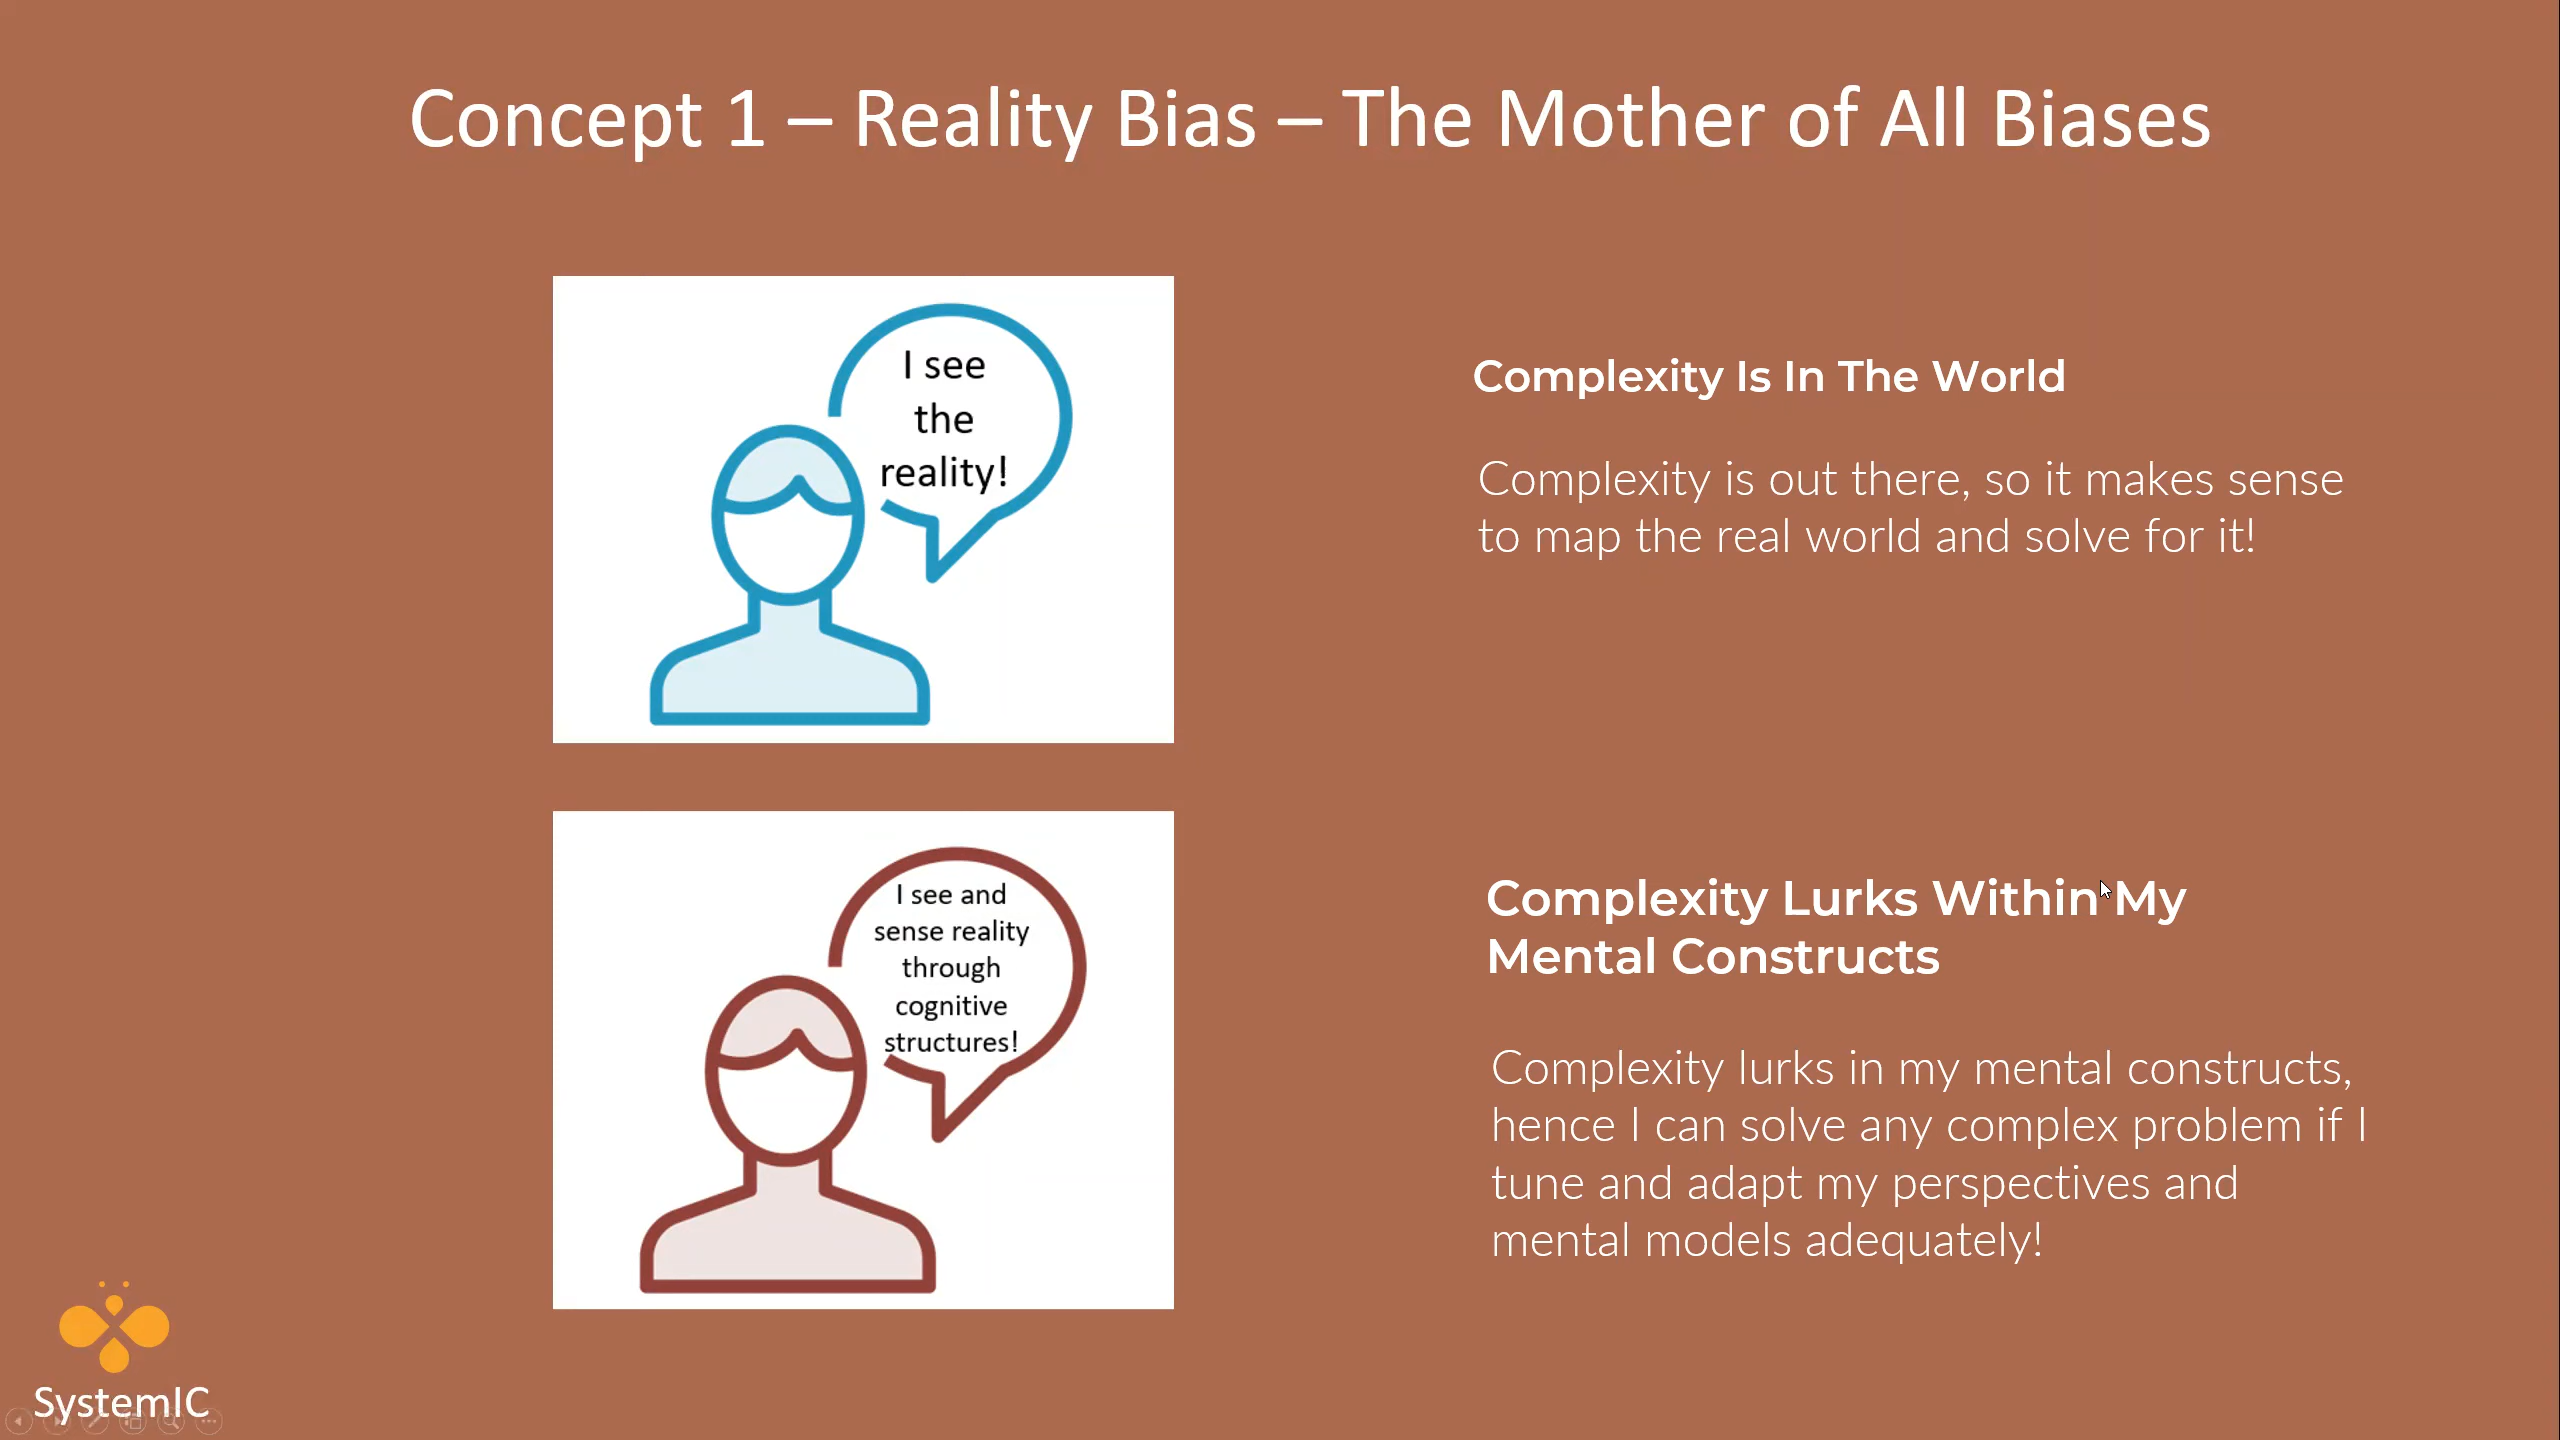 Concept 1 – Reality Bias – The Mother of All Biases
I see
the
reality!
Complexity Is In The World
Complexity is out there, so it makes sense
to map the real world and solve for it!
I see and
sense reality
through
cognitive
structures!
Complexity Lurks Within My
Mental Constructs
Complexity lurks in my mental constructs,
hence I can solve any complex problem if I
tune and adapt my perspectives and
mental models adequately!
SystemIC